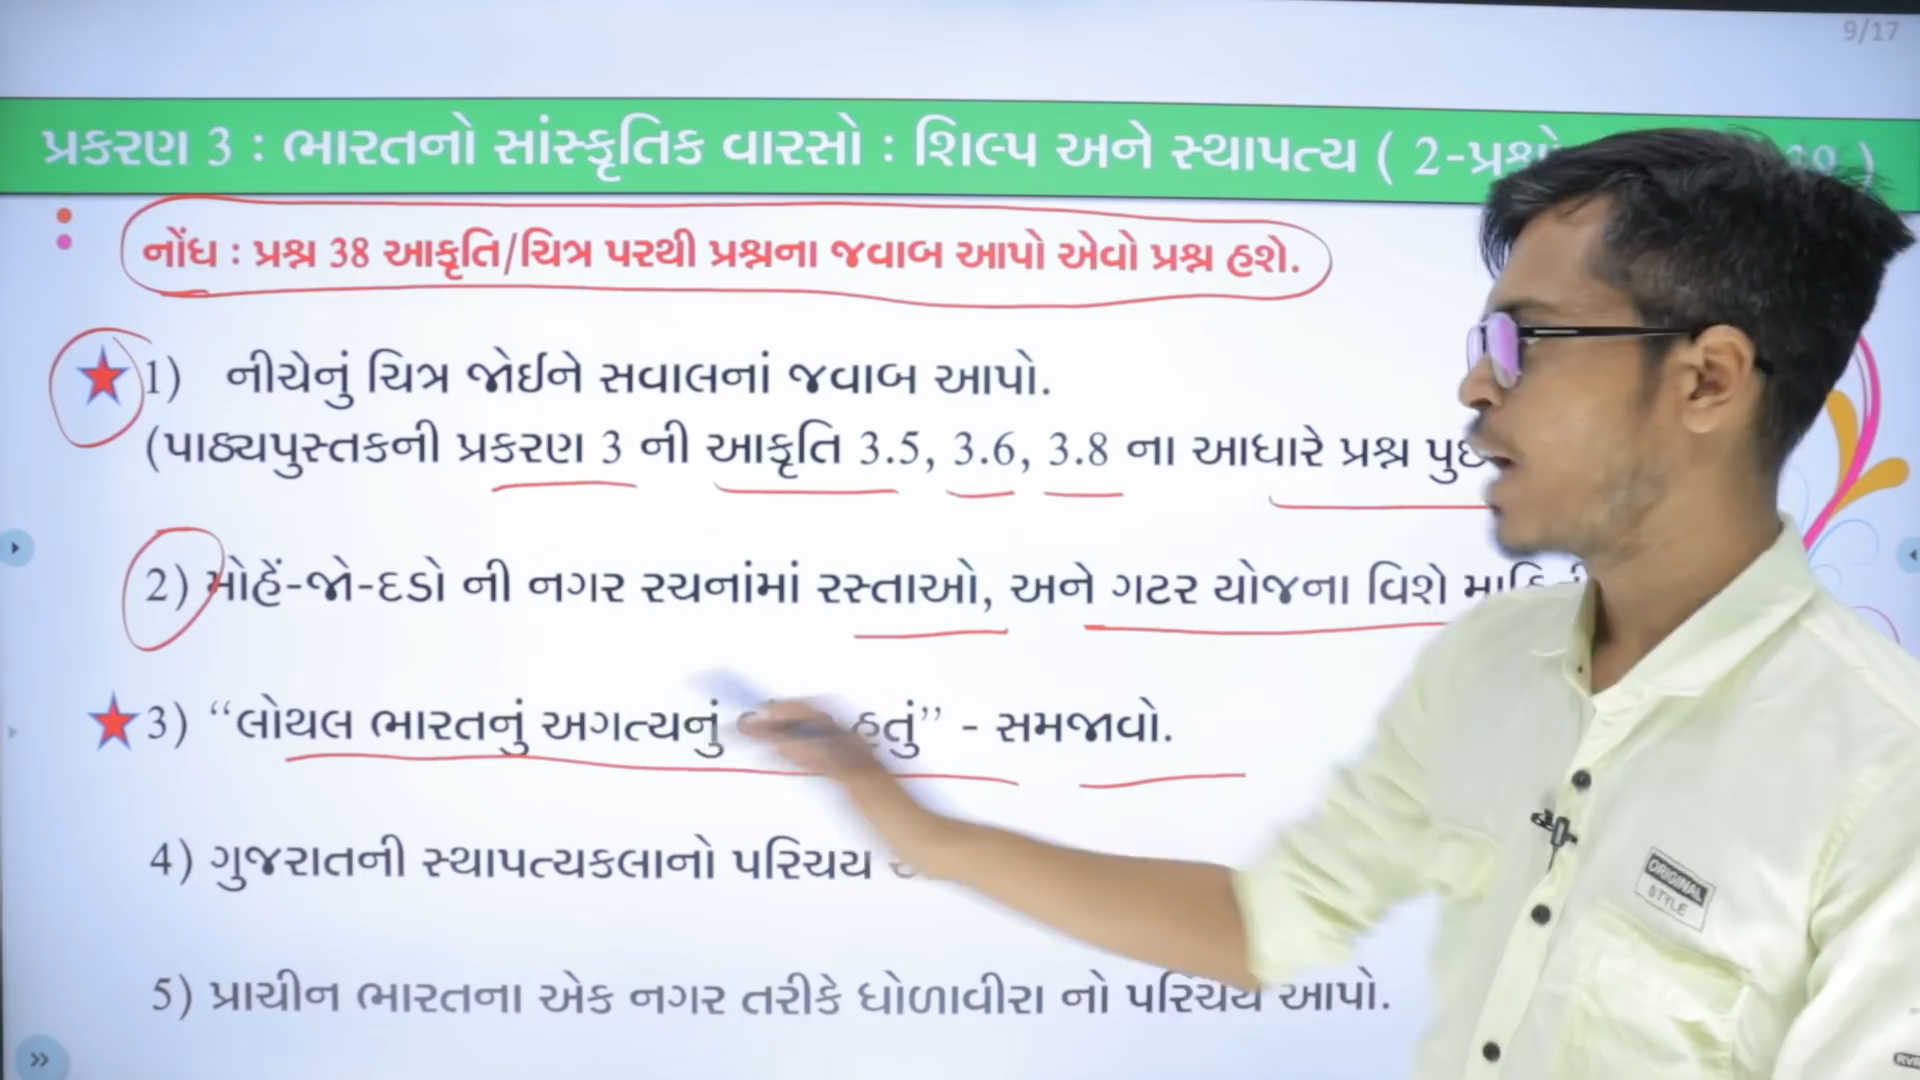 9/17
પ્રકરણ 3 : ભારતનો સાંસ્કૃતિક વારસો : શિલ્પ અને સ્થાપત્ય ( 2-પ્રશ્નો )
નોંધ : પ્રશ્ન 38 આકૃતિ/ચિત્ર પરથી પ્રશ્નના જવાબ આપો એવો પ્રશ્ન હશે.
1) નીચેનું ચિત્ર જોઈને સવાલનાં જવાબ આપો.
(પાઠ્યપુસ્તકની પ્રકરણ 3 ની આકૃતિ 3.5, 3.6, 3.8 ના આધારે પ્રશ્ન
2) મોહેં-જો-દડો ની નગર રચનાંમાં રસ્તાઓ, અને ગટર યોજના વિશે
3) “લોથલ ભારતનું અગત્યનું હતું” - સમજાવો.
4) ગુજરાતની સ્થાપત્યકલાનો પરિચય
5) પ્રાચીન ભારતના એક નગર તરીકે ધોળાવીરા નો પરિચય આપો.
ORIGINAL
STYLE